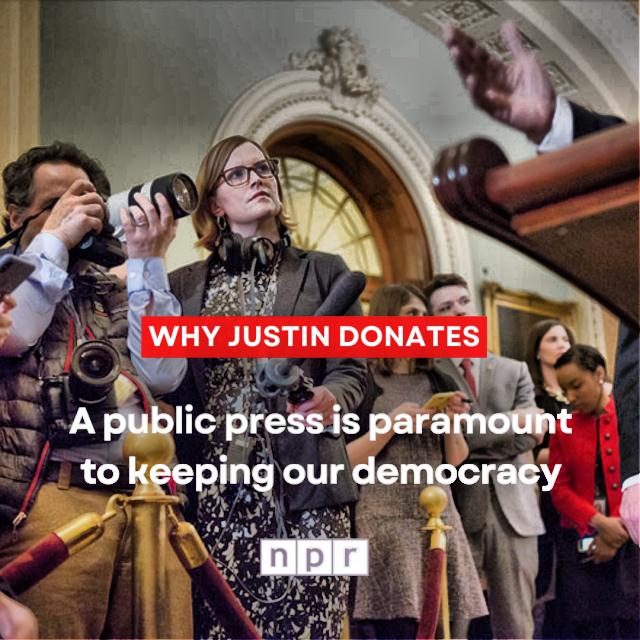 WHY JUSTIN DONATES
A public press is paramount
to keeping our democracy
npr